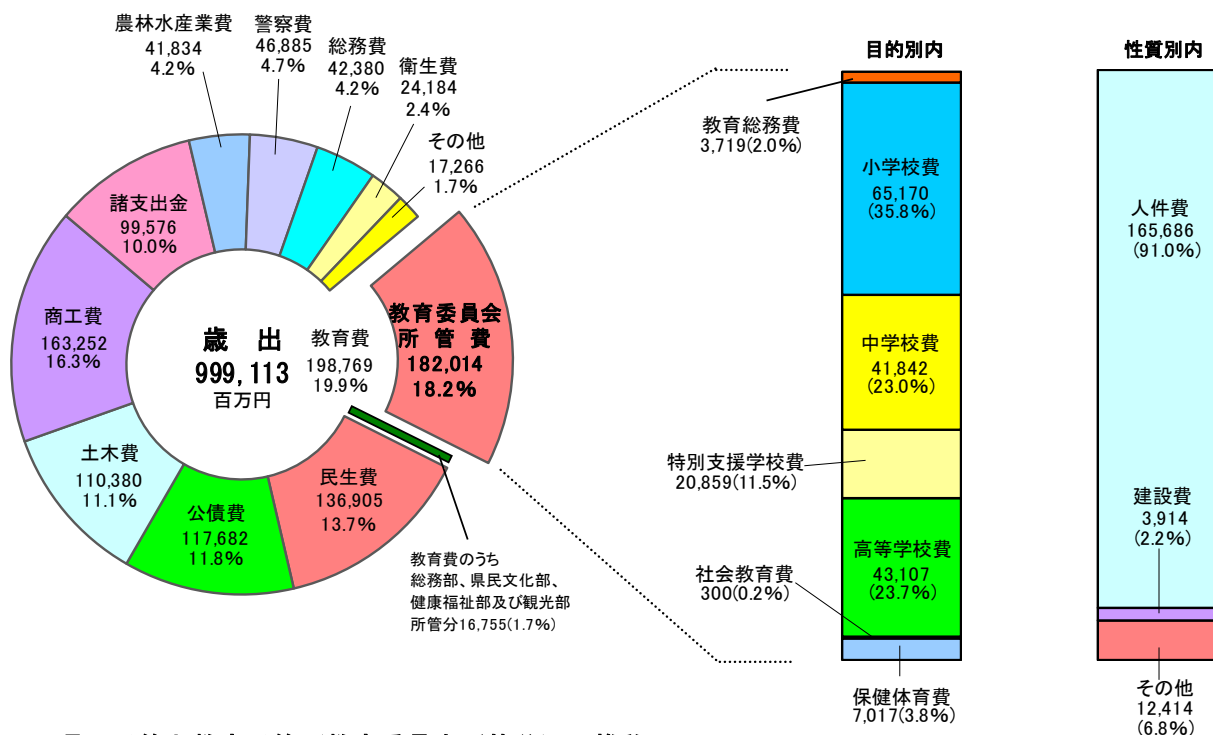 農林水産業費
41,834
4.2%
警察費
46,885
4.7%
総務費
42,380
4.2%
衛生費
24,184
2.4%
その他
17,266
1.7%
諸支出金
99,576
10.0%
商工費
163,252
16.3%
土木費
110,380
11.1%
公債費
117,682
11.8%
民生費
136,905
13.7%
歳 出
999,113
百万円
教育費
198,769
19.9%
教育委員会
所 管 費
182,014
18.2%
教育費のうち
総務部、県民文化部、
健康福祉部及び観光部
所管分16,755(1.7%)
目的別内
教育総務費
3,719(2.0%)
小学校費
65,170
(35.8%)
中学校費
41,842
(23.0%)
特別支援学校費
20,859(11.5%)
高等学校費
43,107
(23.7%)
社会教育費
300(0.2%)
保健体育費
7,017(3.8%)
性質別内
人件費
165,686
(91.0%)
建設費
3,914
(2.2%)
その他
12,414
(6.8%)